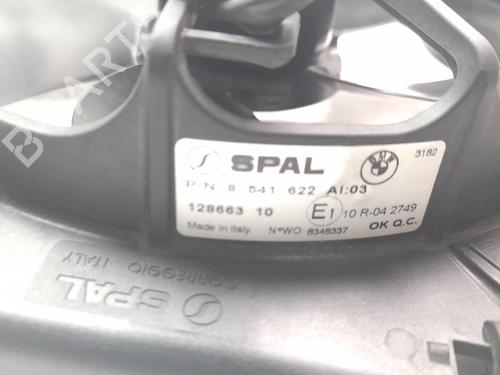 SPAL
3182
P/N 8 541 622 AI:03
128663 10 E1 10 R-04 2749
Made in Italy N°WO: 8348337 OK Q.C.
SPAL
CORREGGIO ITALY